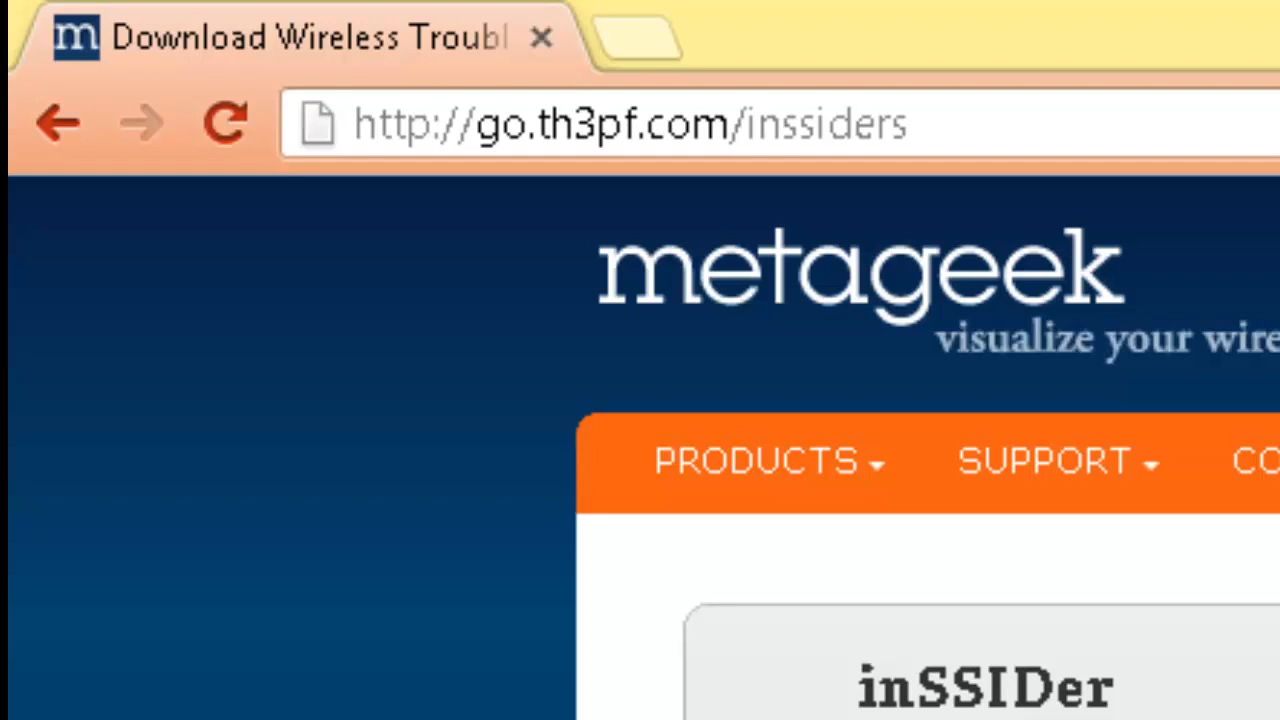 m Download Wireless Troubl
http://go.th3pf.com/inssiders
metageek
visualize your wire
PRODUCTS SUPPORT CO
inSSIDer